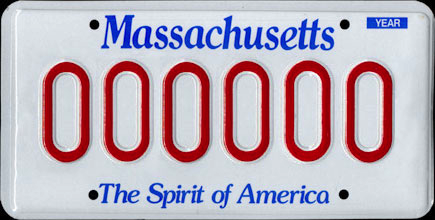 Massachusetts
YEAR
000000
The Spirit of America